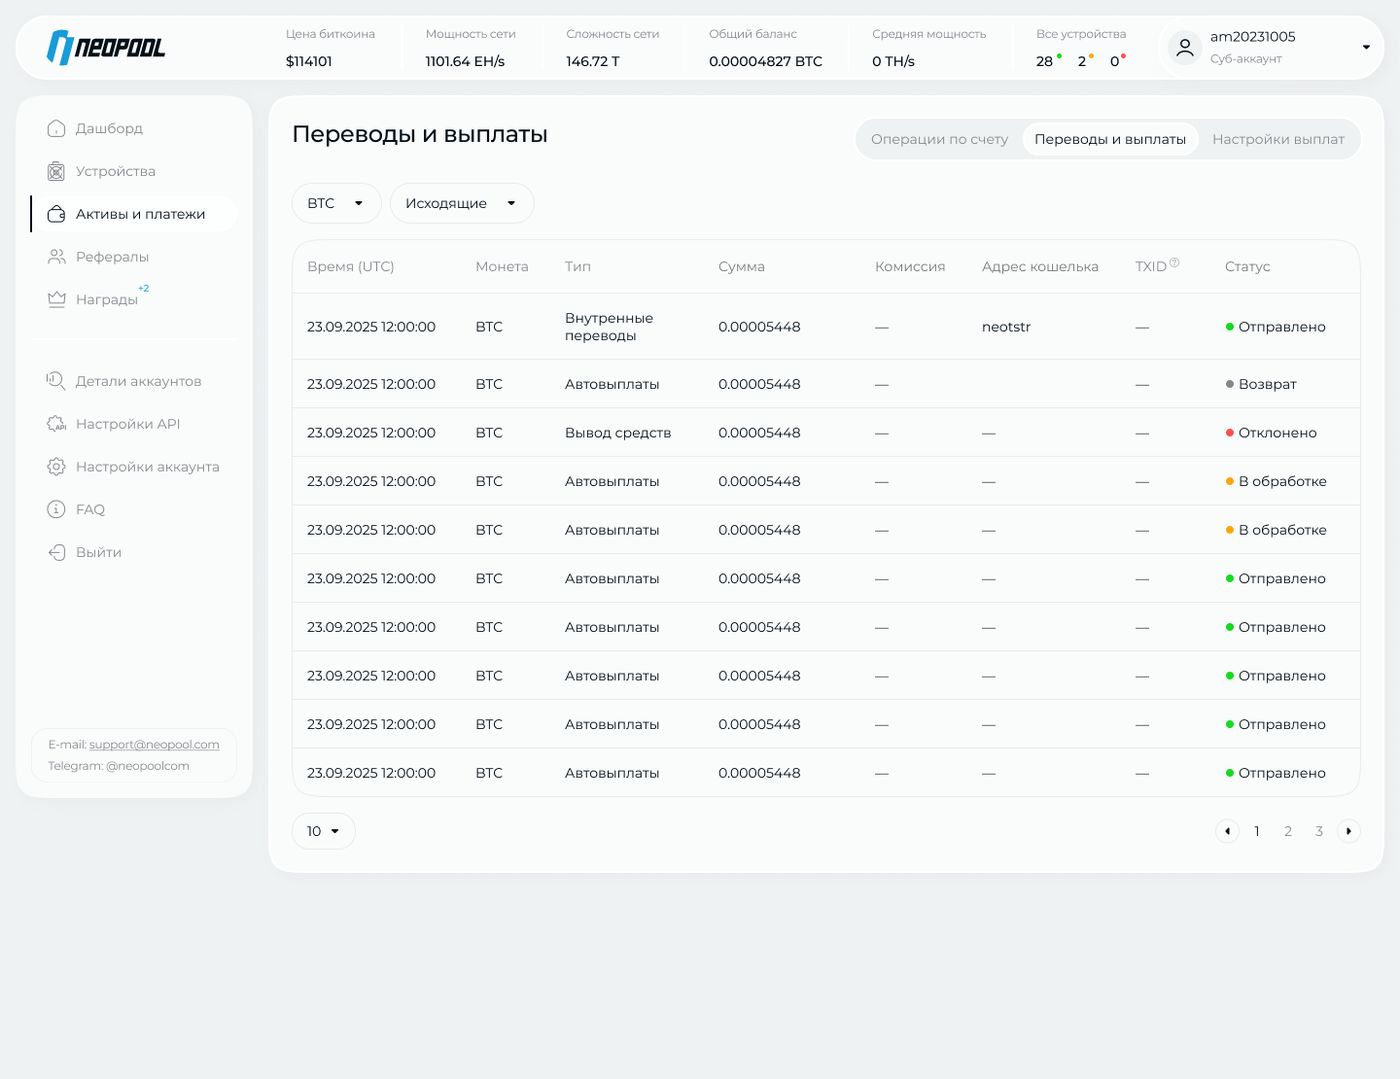 NEOPOOL
Цена биткоина
$114101
Мощность сети
1101.64 EH/s
Сложность сети
146.72 T
Общий баланс
0.00004827 BTC
Средняя мощность
0 TH/s
Все устройства
28 2 0
am20231005
Суб-аккаунт
Дашборд
Устройства
Активы и платежи
Рефералы
Награды +2
Детали аккаунтов
Настройки API
Настройки аккаунта
FAQ
Выйти
E-mail: support@neopool.com
Telegram: @neopoolcom
Переводы и выплаты
Операции по счету Переводы и выплаты Настройки выплат
BTC Исходящие
Время (UTC) Монета Тип Сумма Комиссия Адрес кошелька TXID Статус
23.09.2025 12:00:00 BTC Внутренние переводы 0.00005448 — neotstr — Отправлено
23.09.2025 12:00:00 BTC Автовыплаты 0.00005448 — — Возврат
23.09.2025 12:00:00 BTC Вывод средств 0.00005448 — — — Отклонено
23.09.2025 12:00:00 BTC Автовыплаты 0.00005448 — — — В обработке
23.09.2025 12:00:00 BTC Автовыплаты 0.00005448 — — — В обработке
23.09.2025 12:00:00 BTC Автовыплаты 0.00005448 — — — Отправлено
23.09.2025 12:00:00 BTC Автовыплаты 0.00005448 — — — Отправлено
23.09.2025 12:00:00 BTC Автовыплаты 0.00005448 — — — Отправлено
23.09.2025 12:00:00 BTC Автовыплаты 0.00005448 — — — Отправлено
23.09.2025 12:00:00 BTC Автовыплаты 0.00005448 — — — Отправлено
10
1 2 3